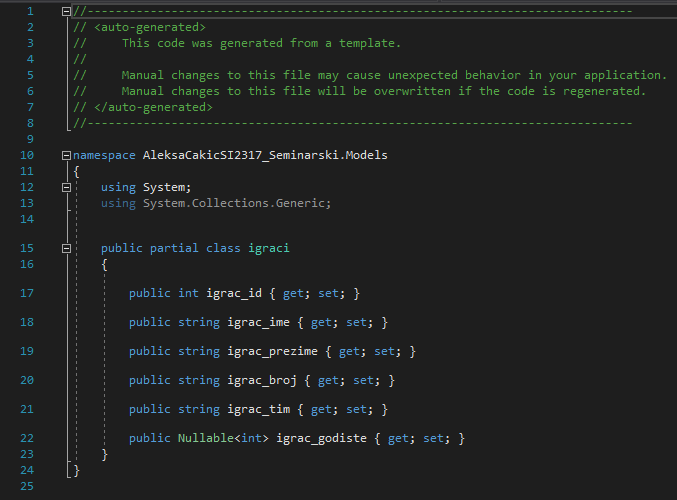 1 //------------------------------------------------------------------------------
2 // <auto-generated>
3 //     This code was generated from a template.
4 //
5 //     Manual changes to this file may cause unexpected behavior in your application.
6 //     Manual changes to this file will be overwritten if the code is regenerated.
7 // </auto-generated>
8 //------------------------------------------------------------------------------
9
10 namespace AleksaCakicSI2317_Seminarski.Models
11 {
12     using System;
13     using System.Collections.Generic;
14
15     public partial class igraci
16     {
17         public int igrac_id { get; set; }
18         public string igrac_ime { get; set; }
19         public string igrac_prezime { get; set; }
20         public string igrac_broj { get; set; }
21         public string igrac_tim { get; set; }
22         public Nullable<int> igrac_godiste { get; set; }
23     }
24 }
25